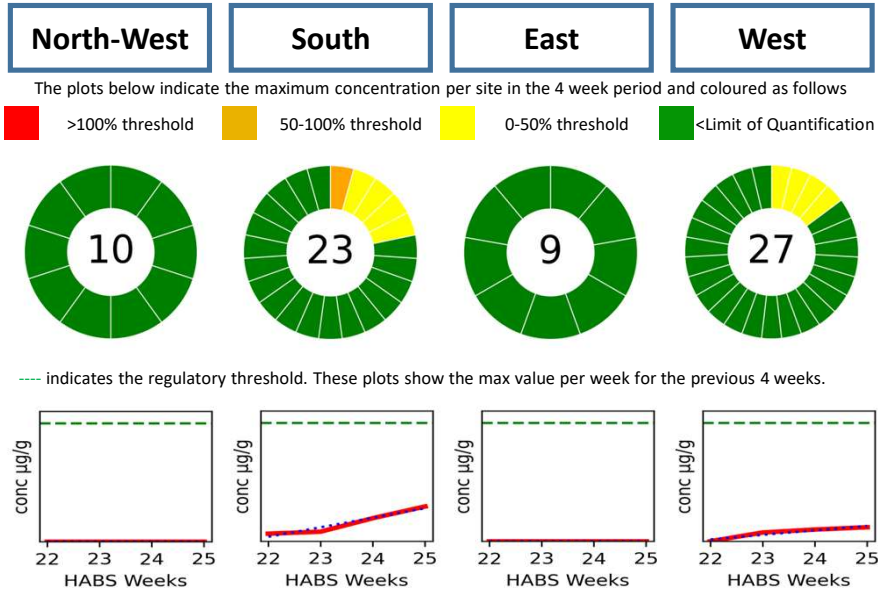 North-West South East West
The plots below indicate the maximum concentration per site in the 4 week period and coloured as follows
>100% threshold 50-100% threshold 0-50% threshold <Limit of Quantification
10 23 9 27
---- indicates the regulatory threshold. These plots show the max value per week for the previous 4 weeks.
conc µg/g conc µg/g conc µg/g conc µg/g
22 23 24 25 22 23 24 25 22 23 24 25 22 23 24 25
HABS Weeks HABS Weeks HABS Weeks HABS Weeks